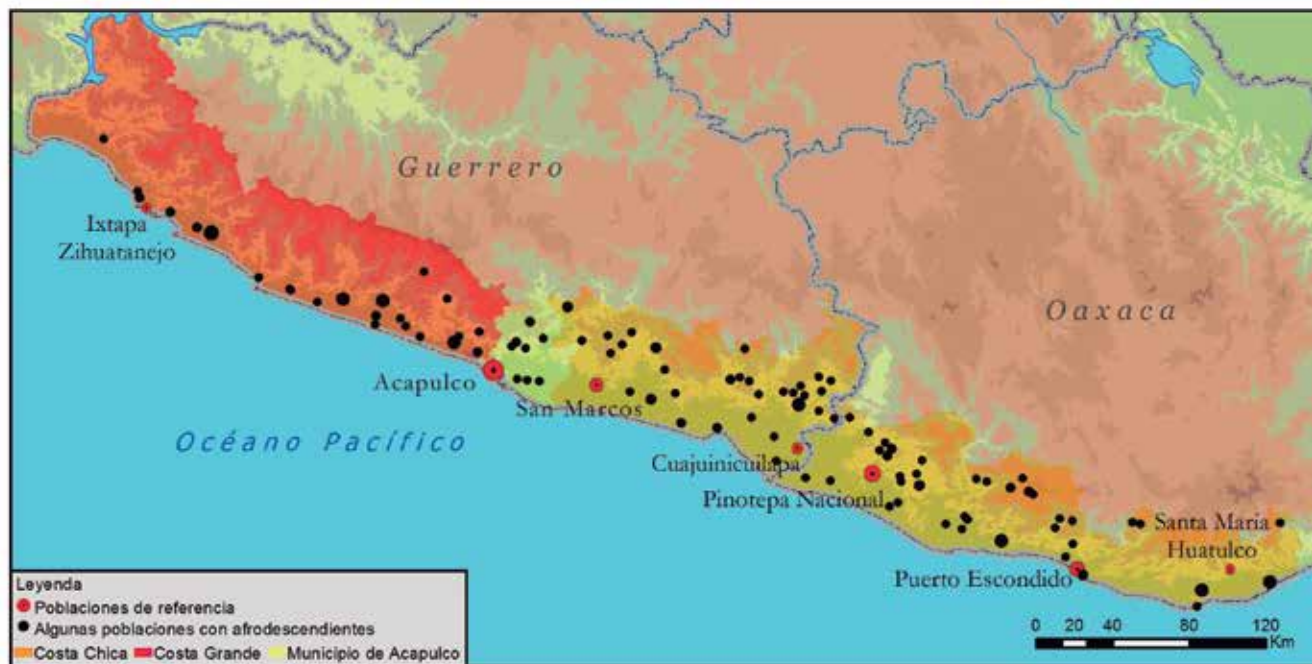 Guerrero
Oaxaca
Ixtapa
Zihuatanejo
Acapulco
San Marcos
Océano Pacífico
Cuajuinicuilapa
Pinotepa Nacional
Santa Maria
Huatulco
Puerto Escondido
Leyenda
Poblaciones de referencia
Algunas poblaciones con afrodescendientes
Costa Chica Costa Grande Municipio de Acapulco
0 20 40 80 120
Km